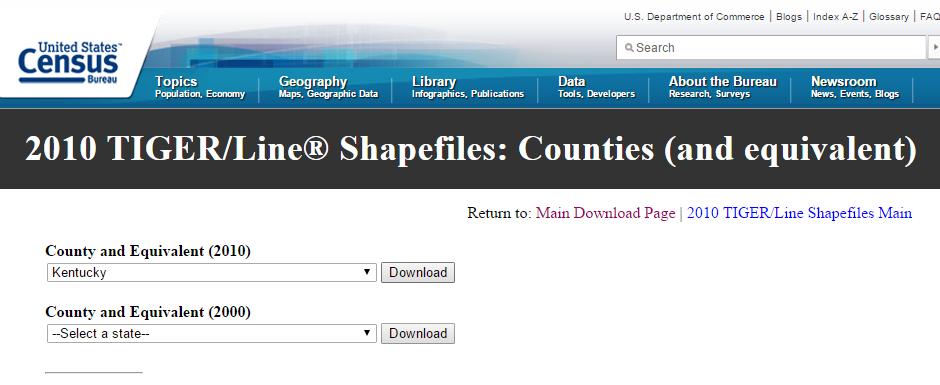 U.S. Department of Commerce | Blogs | Index A-Z | Glossary | FAQ
United States™
Census
Bureau
Search
Topics
Population, Economy
Geography
Maps, Geographic Data
Library
Infographics, Publications
Data
Tools, Developers
About the Bureau
Research, Surveys
Newsroom
News, Events, Blogs
2010 TIGER/Line® Shapefiles: Counties (and equivalent)
Return to: Main Download Page | 2010 TIGER/Line Shapefiles Main
County and Equivalent (2010)
Kentucky Download
County and Equivalent (2000)
--Select a state-- Download